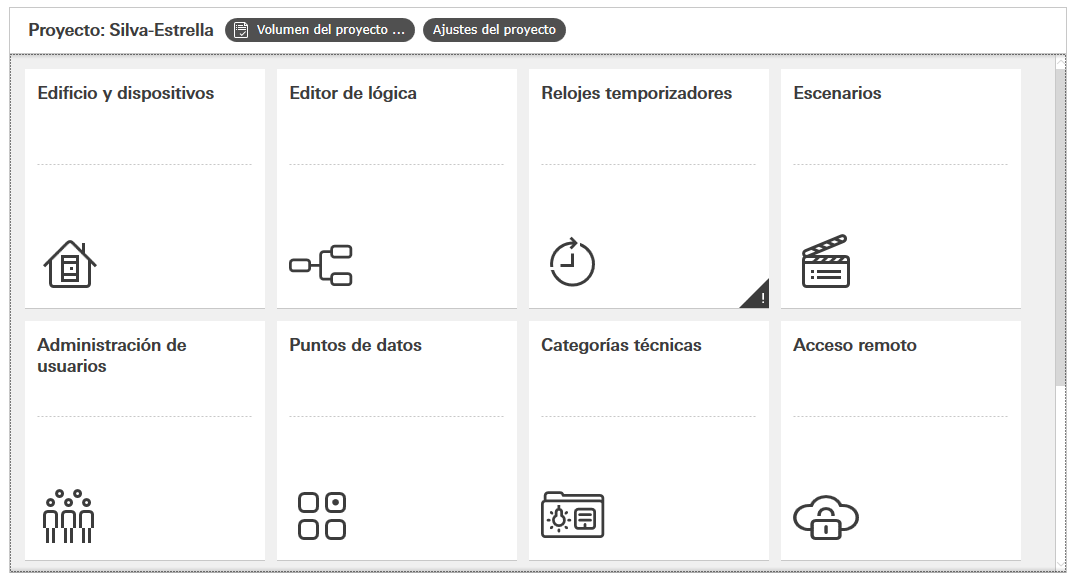 Proyecto: Silva-Estrella
Volumen del proyecto ...
Ajustes del proyecto
Edificio y dispositivos
Editor de lógica
Relojes temporizadores
Escenarios
!
Administración de
usuarios
Puntos de datos
Categorías técnicas
Acceso remoto